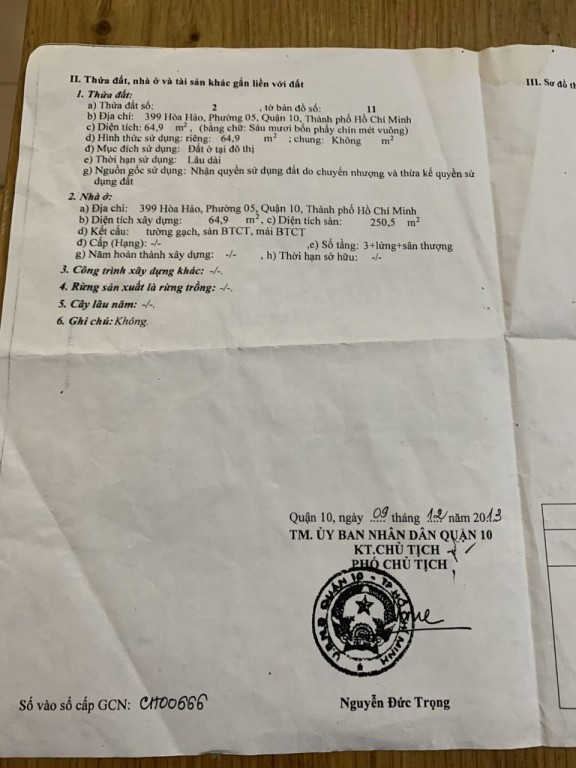 II. Thửa đất, nhà ở và tài sản khác gắn liền với đất
1. Thửa đất:
a) Thửa đất số: 2 , tờ bản đồ số: 11
b) Địa chỉ: 399 Hòa Hảo, Phường 05, Quận 10, Thành phố Hồ Chí Minh
c) Diện tích: 64,9 m², (bằng chữ: Sáu mươi bốn phẩy chín mét vuông)
d) Hình thức sử dụng: riêng: 64,9 m² ; chung: Không m²
đ) Mục đích sử dụng: Đất ở tại đô thị
e) Thời hạn sử dụng: Lâu dài
g) Nguồn gốc sử dụng: Nhận quyền sử dụng đất do chuyển nhượng và thừa kế quyền sử
dụng đất
2. Nhà ở:
a) Địa chỉ: 399 Hòa Hảo, Phường 05, Quận 10, Thành phố Hồ Chí Minh
b) Diện tích xây dựng: 64,9 m², c) Diện tích sàn: 250,5 m²
d) Kết cấu: tường gạch, sàn BTCT, mái BTCT
đ) Cấp (Hạng): -/- ,e) Số tầng: 3+lửng+sân thượng
g) Năm hoàn thành xây dựng: -/- , h) Thời hạn sở hữu: -/-
3. Công trình xây dựng khác: -/-.
4. Rừng sản xuất là rừng trồng: -/-.
5. Cây lâu năm: -/-.
6. Ghi chú: Không.
III. Sơ đồ th
Quận 10, ngày 09 tháng 12 năm 2013
TM. ỦY BAN NHÂN DÂN QUẬN 10
KT.CHỦ TỊCH
PHÓ CHỦ TỊCH
U.B.N.D QUẬN 10 - TP HỒ CHÍ MINH
Nguyễn Đức Trọng
Số vào sổ cấp GCN: CH00666